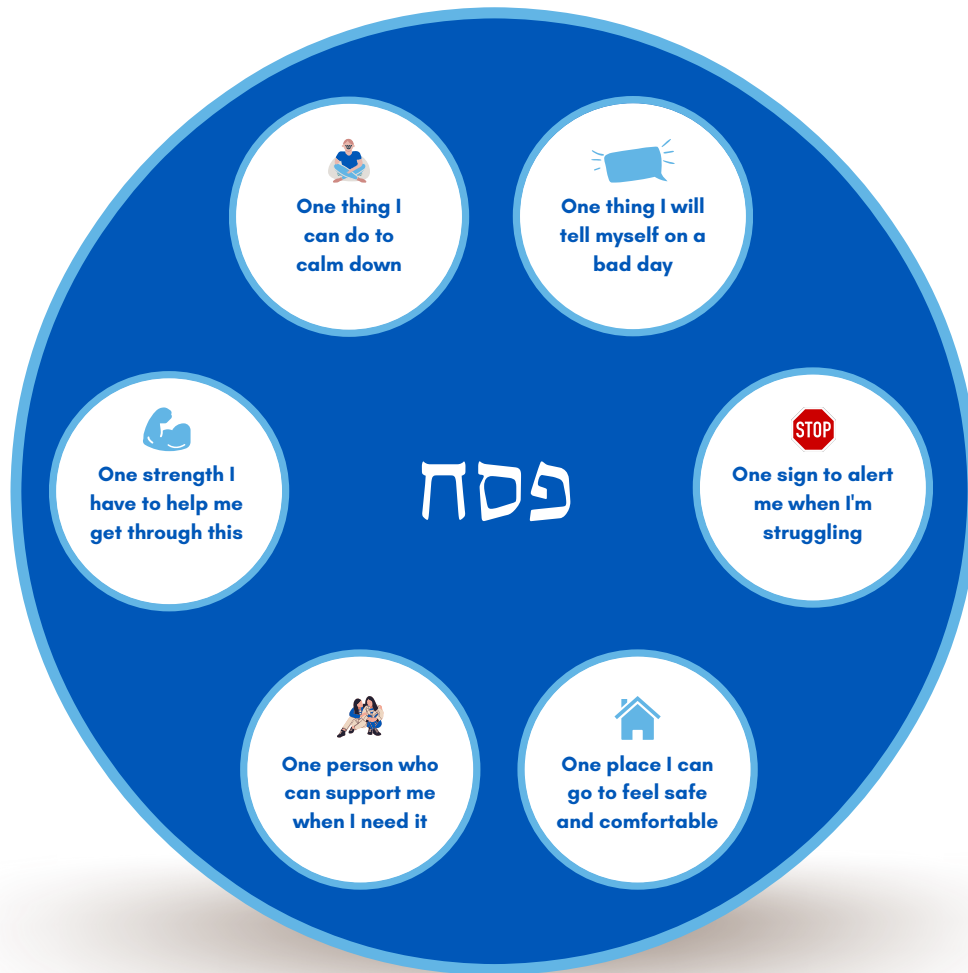 One thing I
can do to
calm down
One thing I will
tell myself on a
bad day
One strength I
have to help me
get through this
פסח
STOP
One sign to alert
me when I'm
struggling
One person who
can support me
when I need it
One place I can
go to feel safe
and comfortable